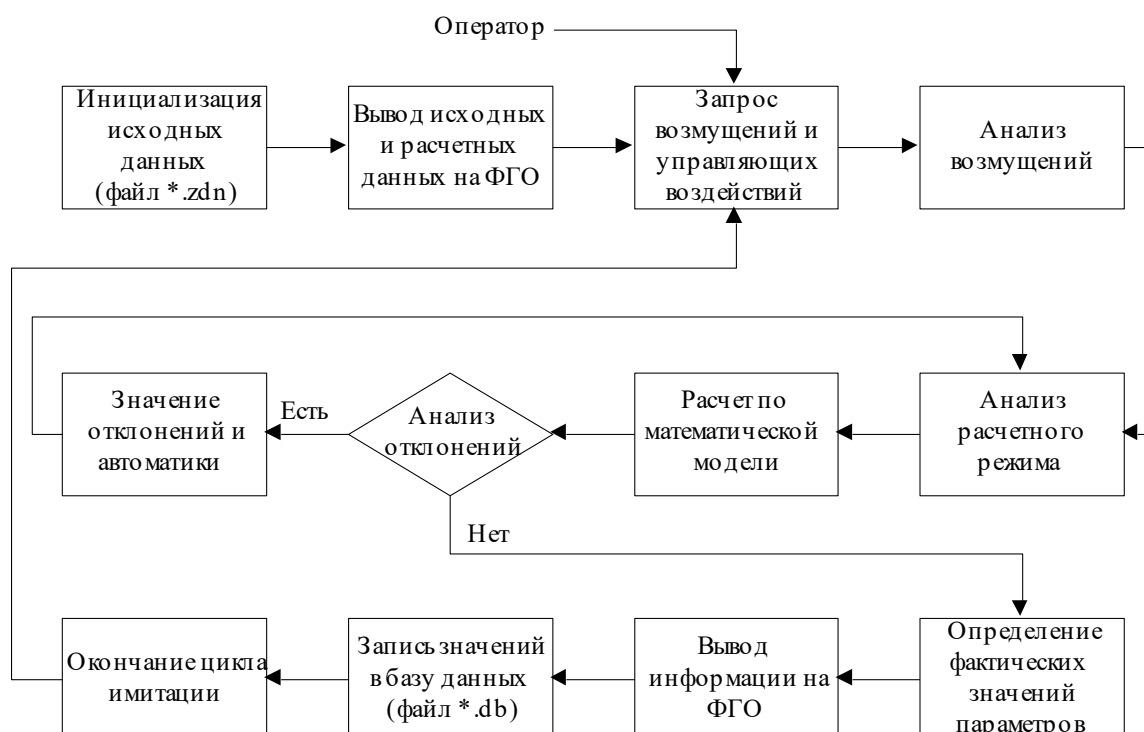 Оператор
Инициализация
исходных
данных
(файл *.zdn)
Вывод исходных
и расчетных
данных на ФГО
Запрос
возмущений и
управляющих
воздействий
Анализ
возмущений
Значение
отклонений и
автоматики
Есть
Анализ
отклонений
Расчет по
математической
модели
Анализ
расчетного
режима
Нет
Окончание цикла
имитации
Запись значений
в базу данных
(файл *.db)
Вывод
информации на
ФГО
Определение
фактических
значений
параметров